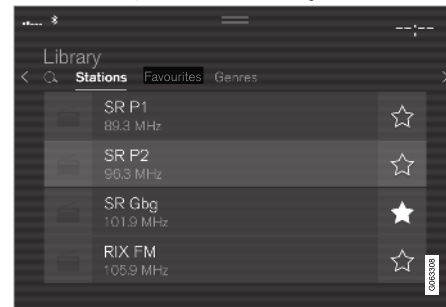 --:--
Library
Stations Favourites Genres
SR P1
89.3 MHz
SR P2
96.3 MHz
SR Gbg
101.9 MHz
RIX FM
105.9 MHz
G063308